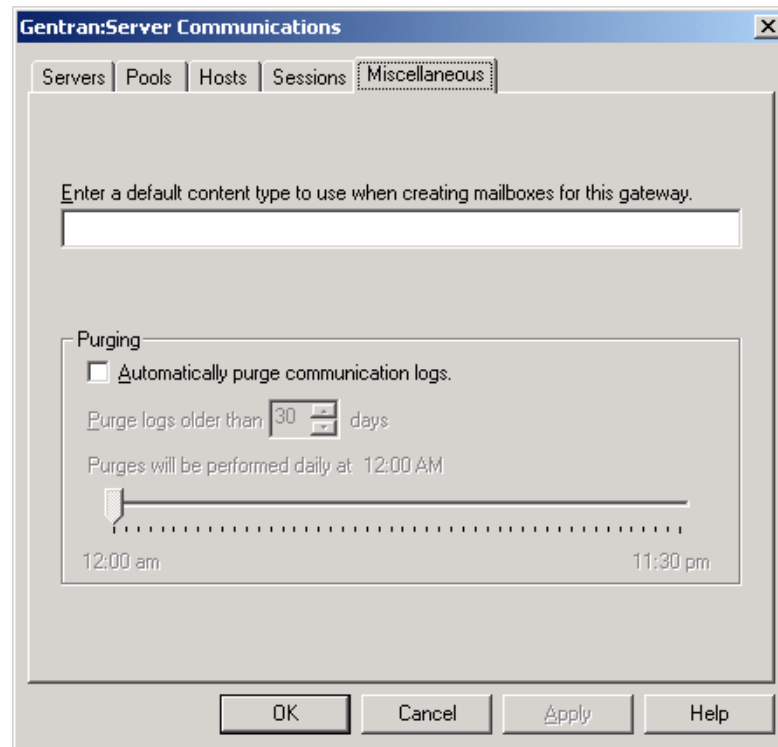 Gentran:Server Communications
Servers Pools Hosts Sessions Miscellaneous
Enter a default content type to use when creating mailboxes for this gateway.
Purging
Automatically purge communication logs.
Purge logs older than 30 days
Purges will be performed daily at 12:00 AM
12:00 am 11:30 pm
OK Cancel Apply Help